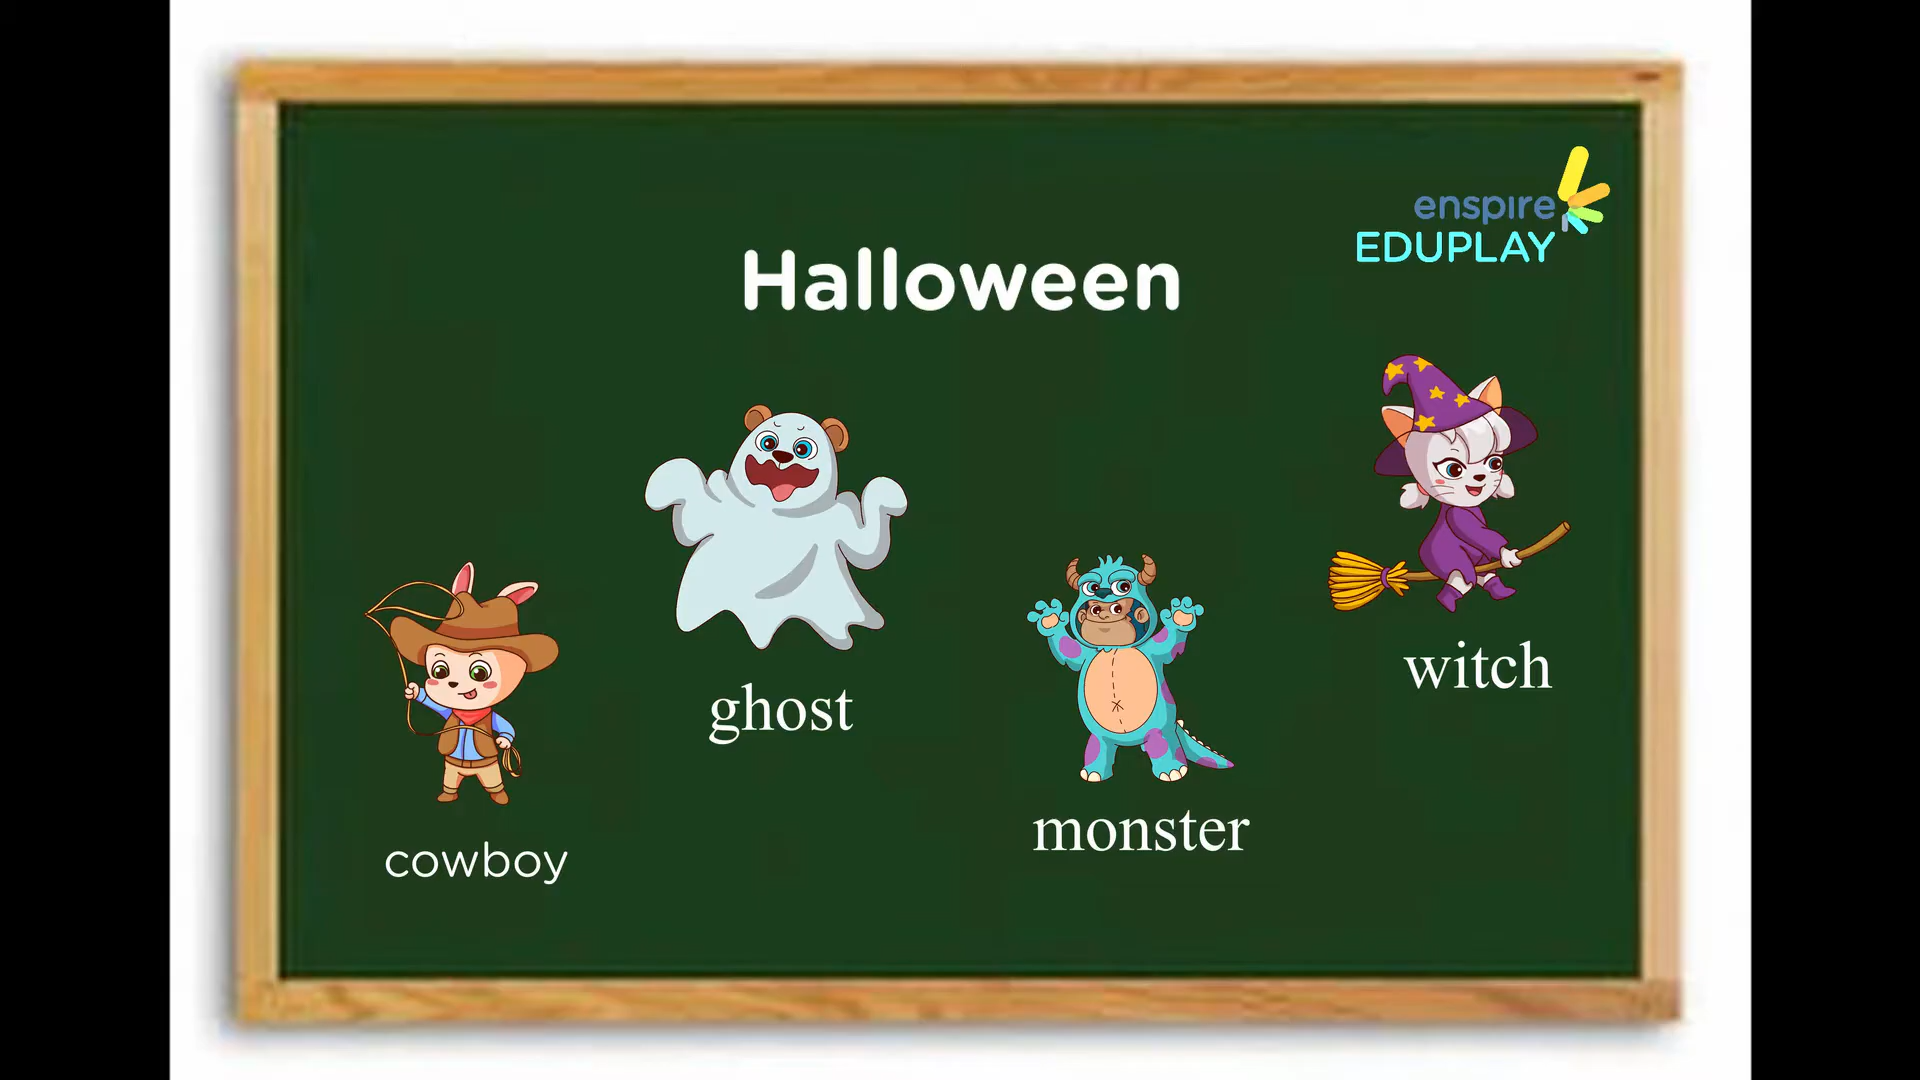 enspire
EDUPLAY
Halloween
cowboy
ghost
monster
witch